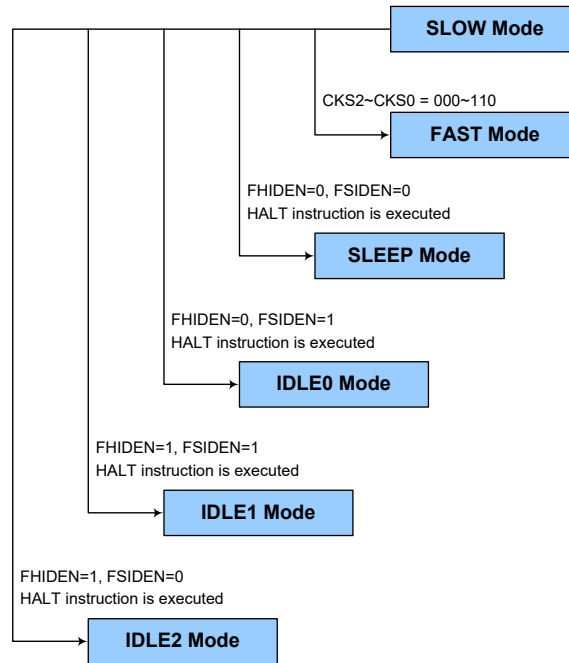 SLOW Mode
CKS2~CKS0 = 000~110
FAST Mode
FHIDEN=0, FSIDEN=0
HALT instruction is executed
SLEEP Mode
FHIDEN=0, FSIDEN=1
HALT instruction is executed
IDLE0 Mode
FHIDEN=1, FSIDEN=1
HALT instruction is executed
IDLE1 Mode
FHIDEN=1, FSIDEN=0
HALT instruction is executed
IDLE2 Mode